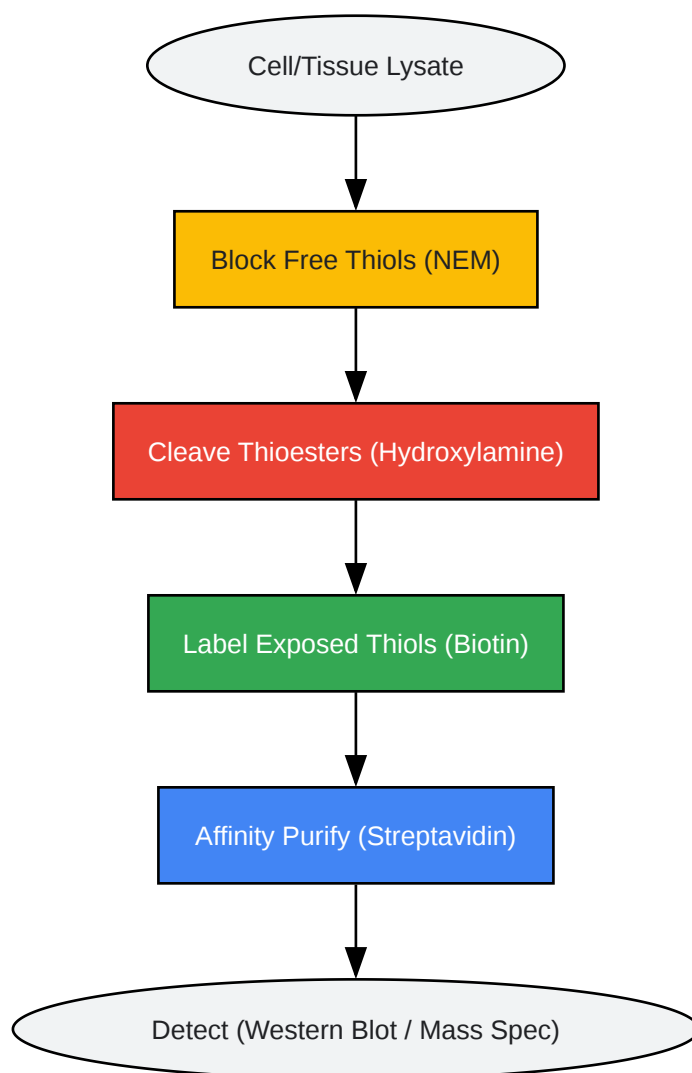 Cell/Tissue Lysate
Block Free Thiols (NEM)
Cleave Thioesters (Hydroxylamine)
Label Exposed Thiols (Biotin)
Affinity Purify (Streptavidin)
Detect (Western Blot / Mass Spec)